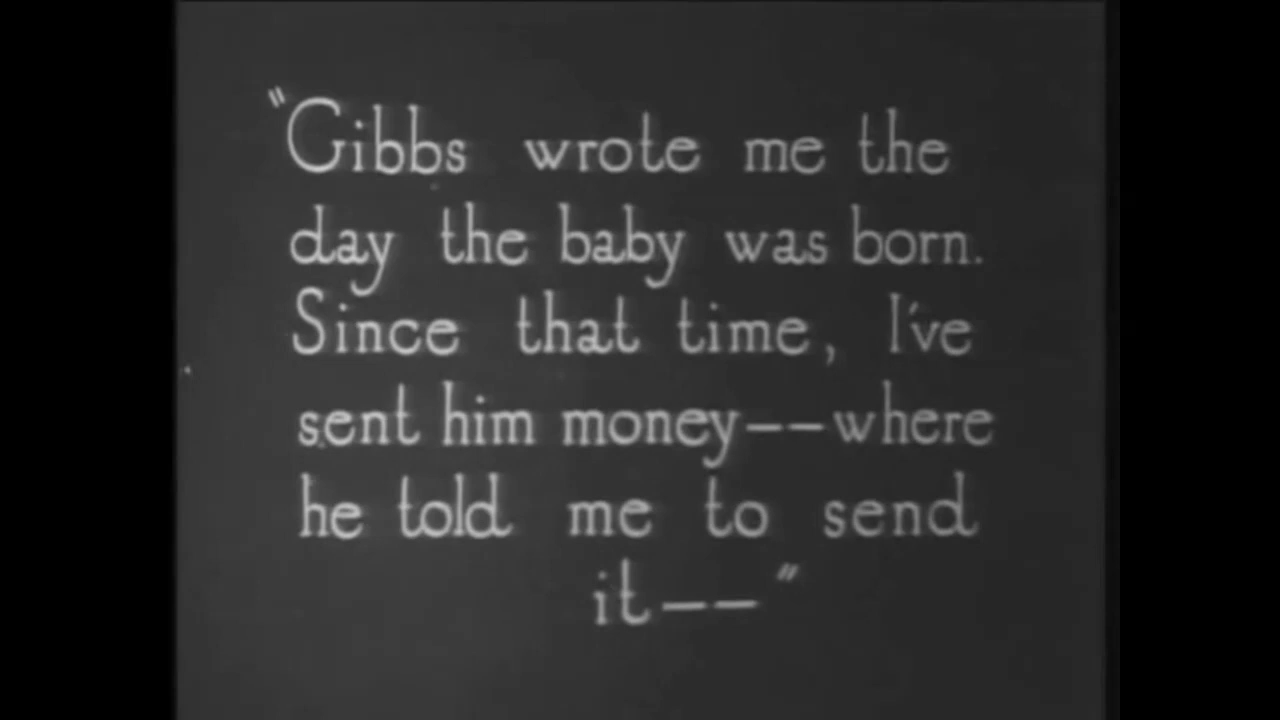 "Gibbs wrote me the
day the baby was born.
Since that time, I've
sent him money--where
he told me to send
it--"